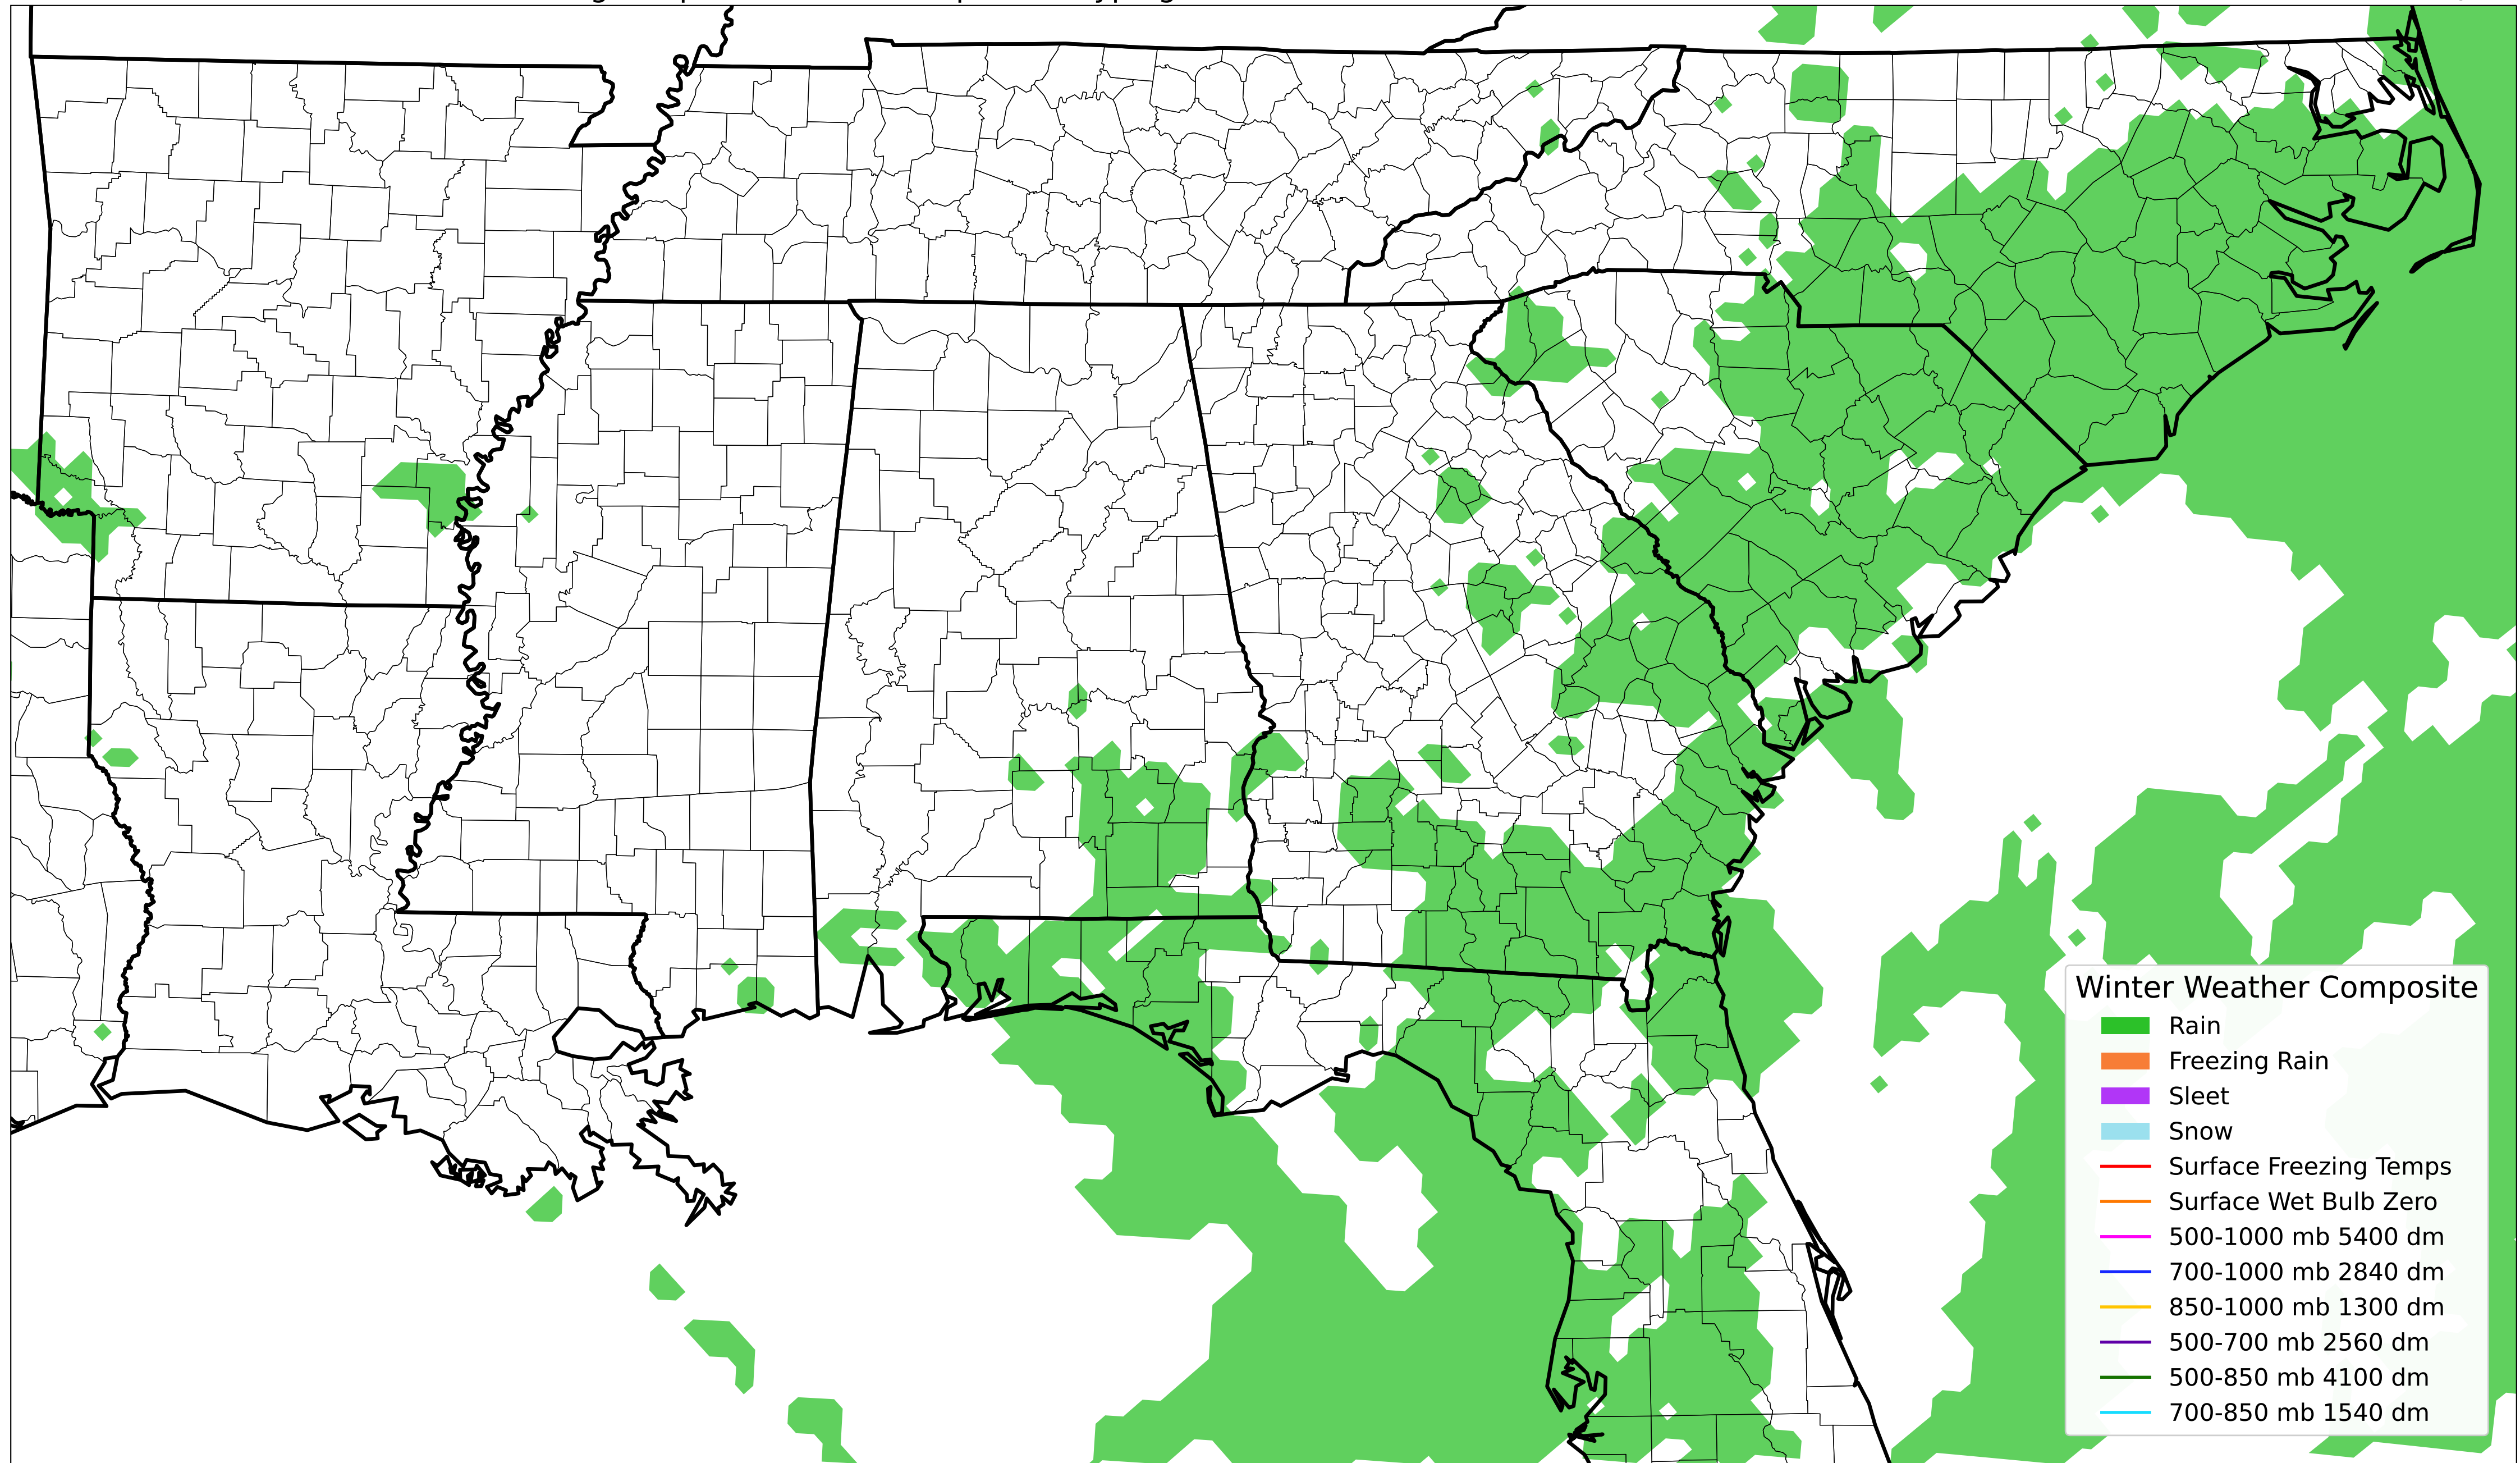 Winter Weather Composite
Rain
Freezing Rain
Sleet
Snow
Surface Freezing Temps
Surface Wet Bulb Zero
500-1000 mb 5400 dm
700-1000 mb 2840 dm
850-1000 mb 1300 dm
500-700 mb 2560 dm
500-850 mb 4100 dm
700-850 mb 1540 dm